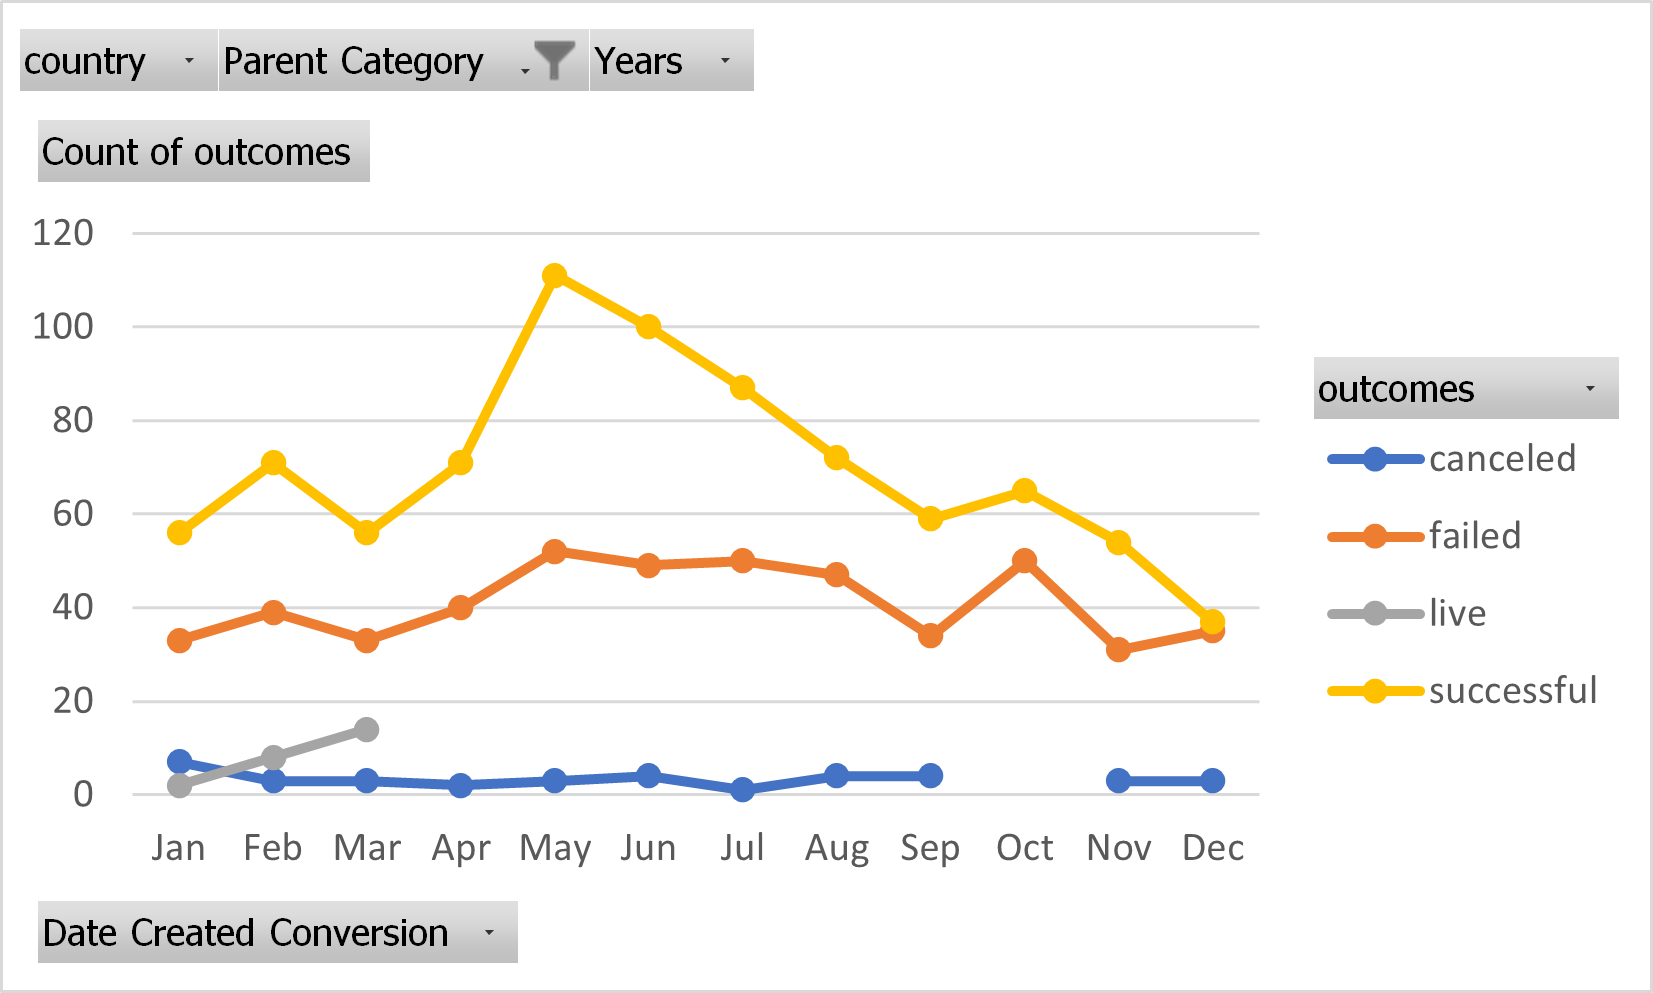 country Parent Category Years
Count of outcomes
120
100
80
60
40
20
0
Jan Feb Mar Apr May Jun Jul Aug Sep Oct Nov Dec
Date Created Conversion
outcomes
canceled
failed
live
successful